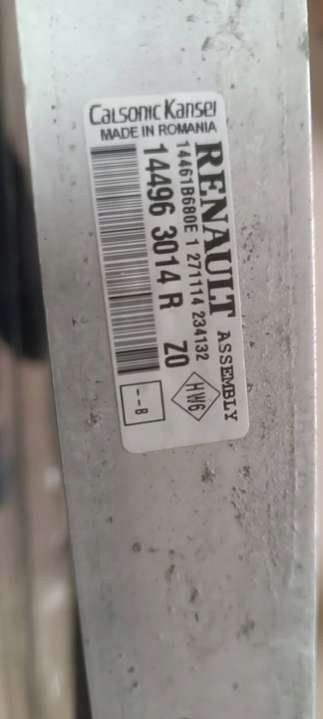 Calsonic Kansei
MADE IN ROMANIA
RENAULT ASSEMBLY
14461B680E 1 271114 234132
14496 3014 R Z0
HW6
--B